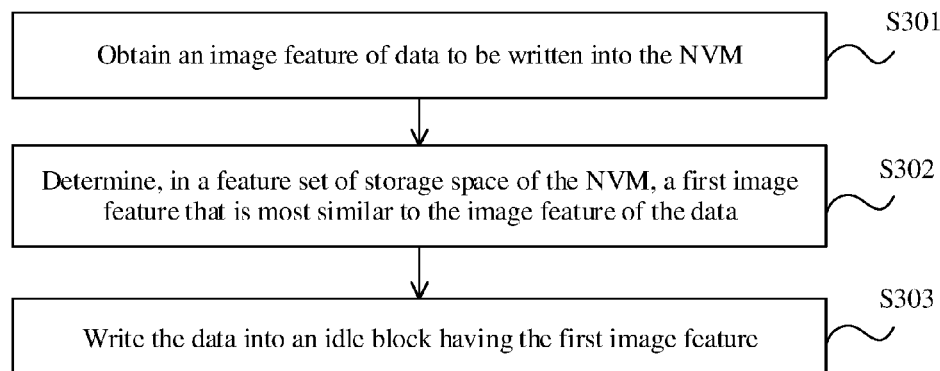 S301
Obtain an image feature of data to be written into the NVM
S302
Determine, in a feature set of storage space of the NVM, a first image
feature that is most similar to the image feature of the data
S303
Write the data into an idle block having the first image feature